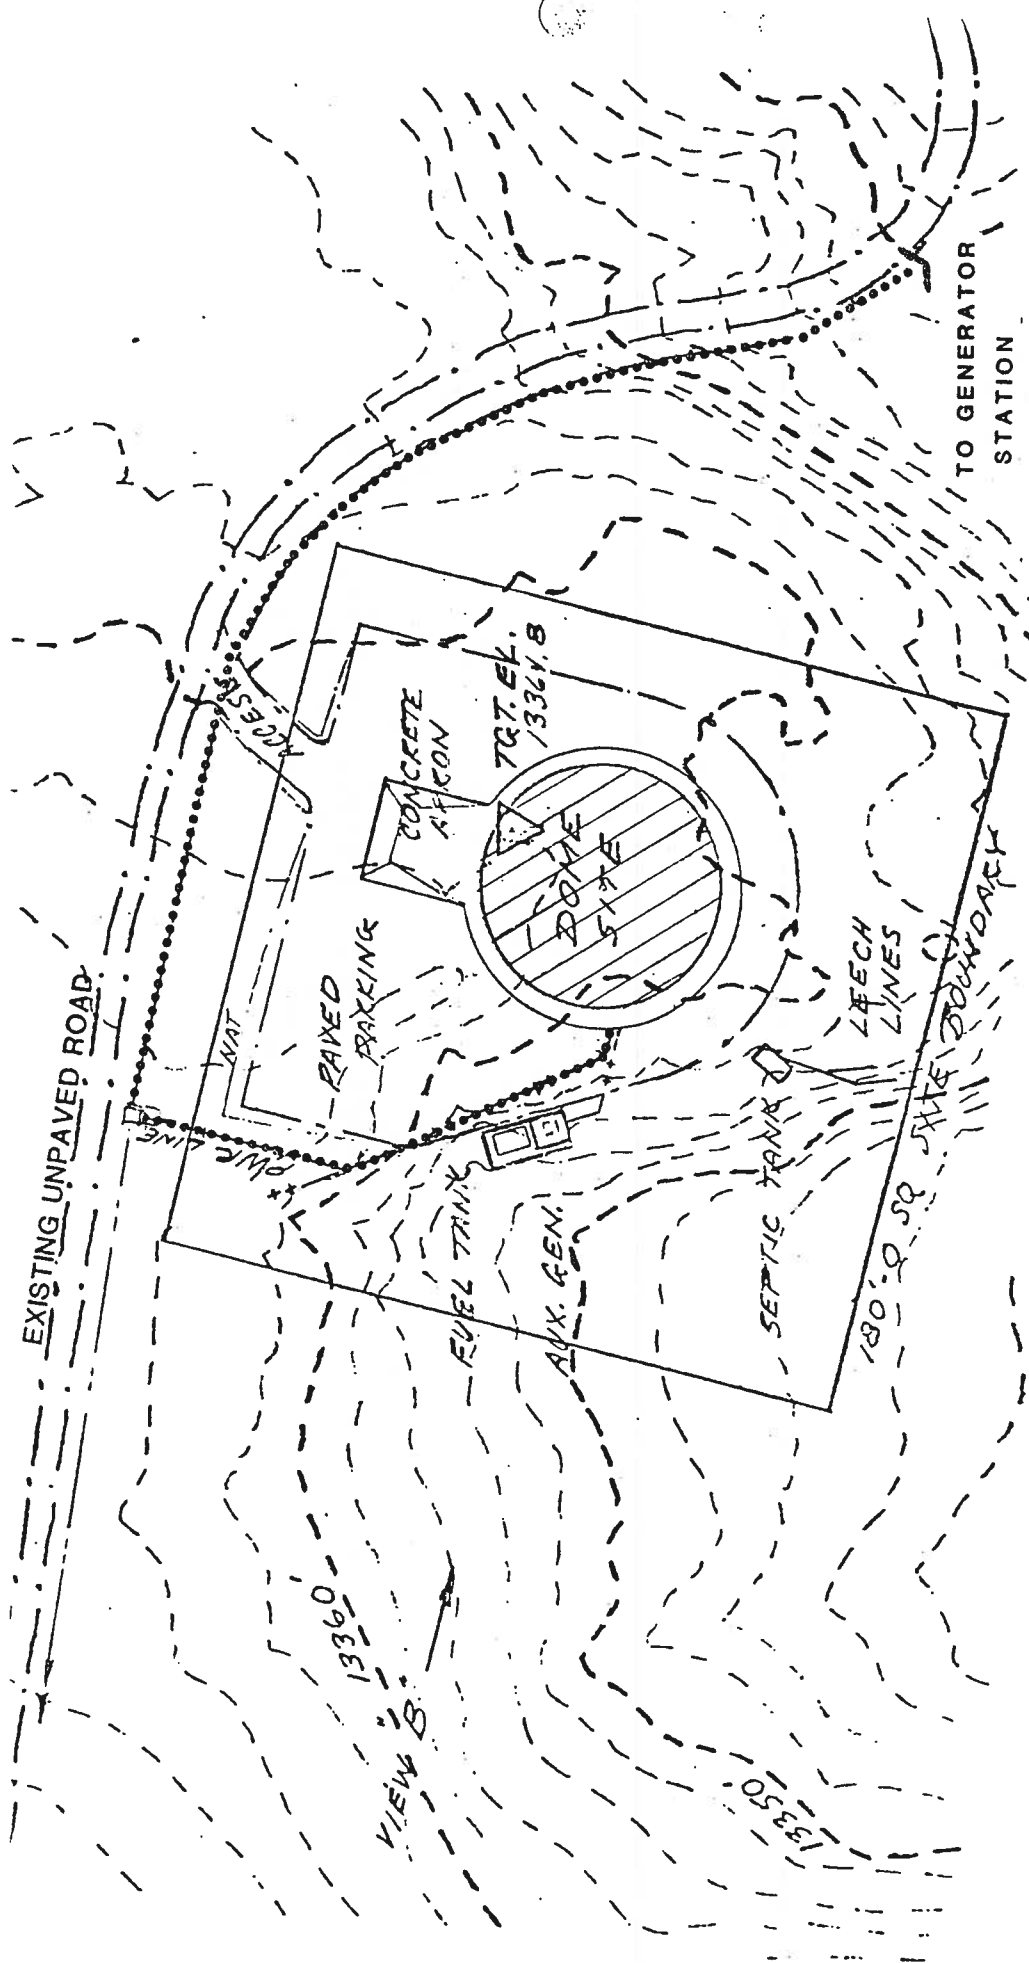 EXISTING UNPAVED ROAD
TO GENERATOR
STATION
ACCESS
CONCRETE
APRON
TGT. EL.
13364.8
DOME
SITE
PAVED
PARKING
NAT
PWR
LINE
FUEL TANK
AUX. GEN.
SEPTIC TANK
LEECH
LINES
SITE BOUNDARY
180'-0 SQ
13360'
VIEW "B"
13350'